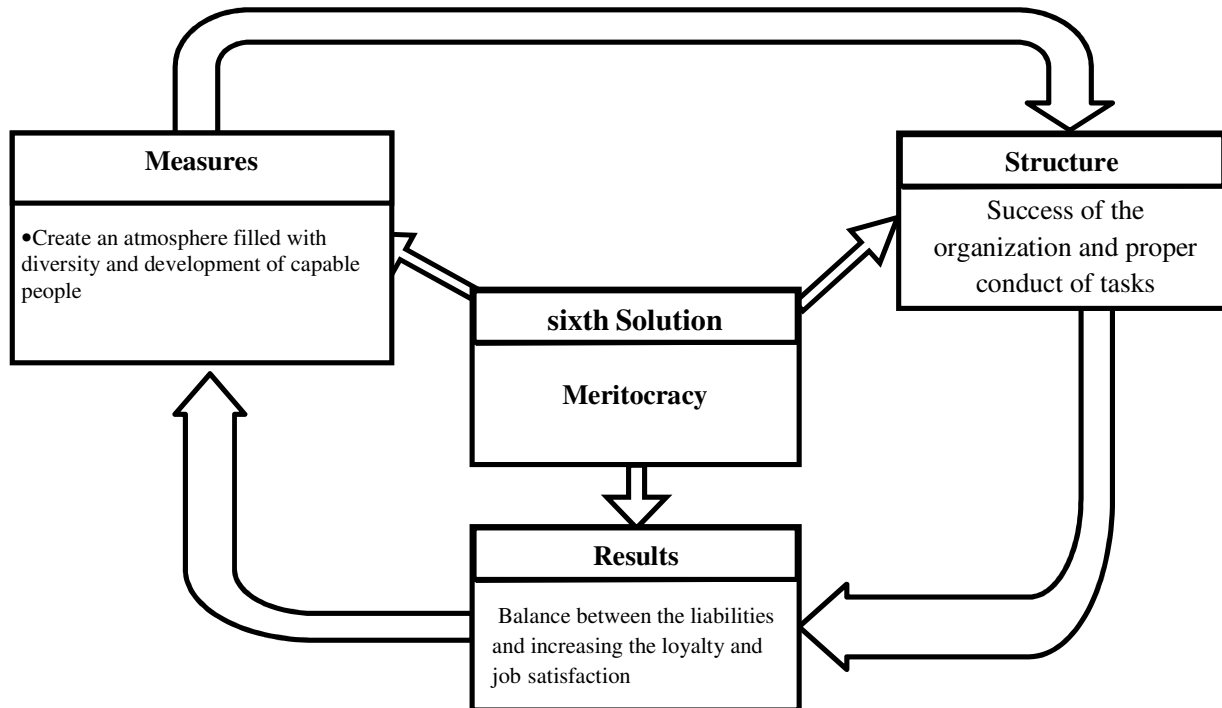 Measures
•Create an atmosphere filled with
diversity and development of capable
people
Structure
Success of the
organization and proper
conduct of tasks
sixth Solution
Meritocracy
Results
Balance between the liabilities
and increasing the loyalty and
job satisfaction